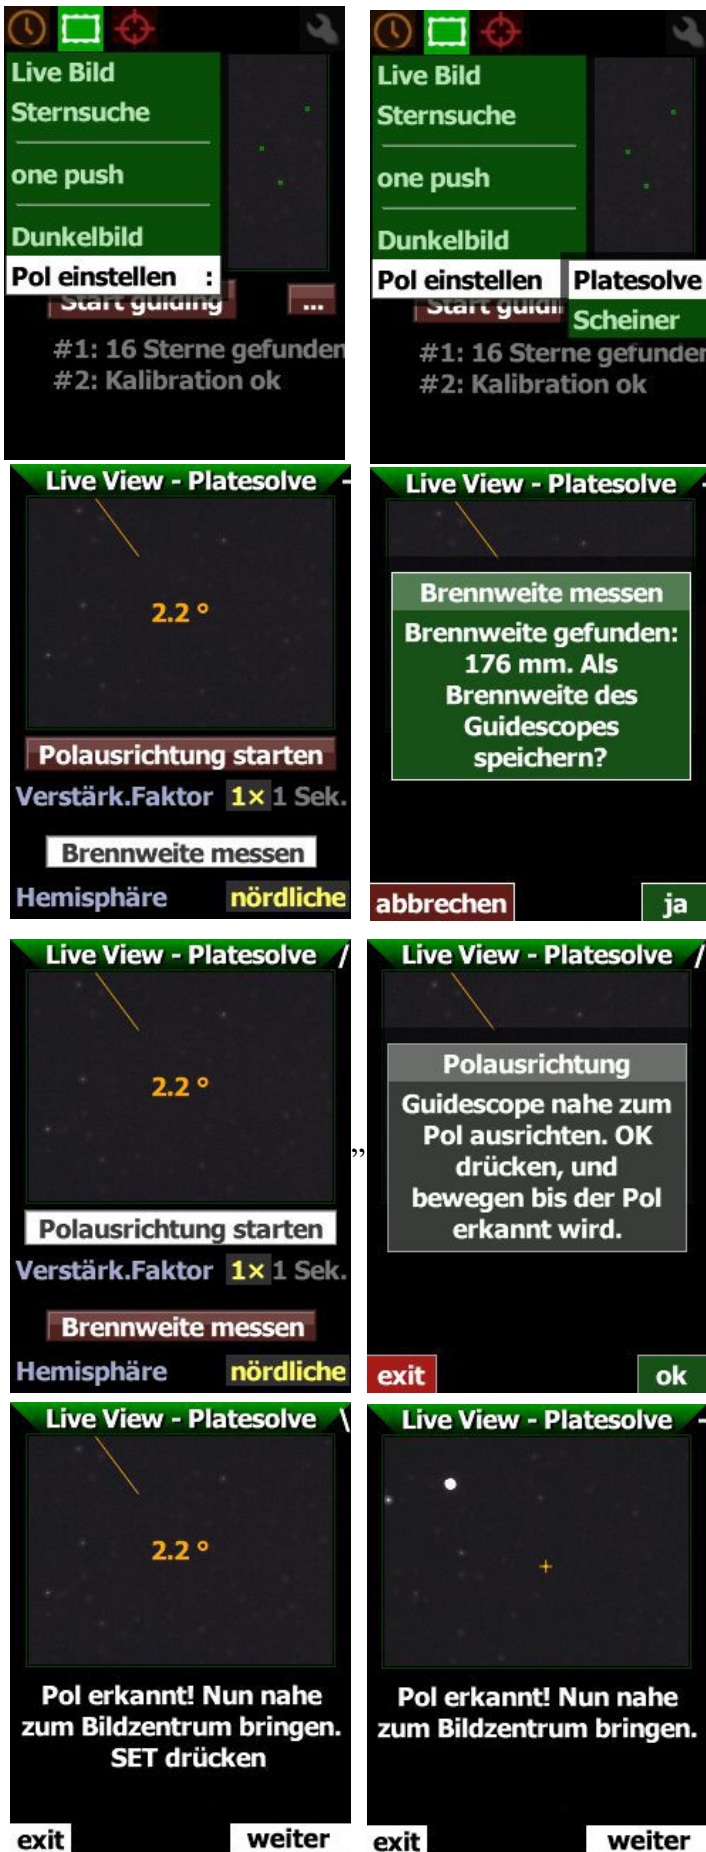 Live Bild
Sternsuche
one push
Dunkelbild
Pol einstellen :
Start guiding ...
#1: 16 Sterne gefunden
#2: Kalibration ok
Live Bild
Sternsuche
one push
Dunkelbild
Pol einstellen Platesolve
Start guidi Scheiner
#1: 16 Sterne gefunden
#2: Kalibration ok
Live View - Platesolve -
2.2 °
Polausrichtung starten
Verstärk.Faktor 1× 1 Sek.
Brennweite messen
Hemisphäre nördliche
Live View - Platesolve -
Brennweite messen
Brennweite gefunden:
176 mm. Als
Brennweite des
Guidescopes
speichern?
abbrechen ja
Live View - Platesolve /
2.2 °
Polausrichtung starten
Verstärk.Faktor 1× 1 Sek.
Brennweite messen
Hemisphäre nördliche
”
Live View - Platesolve /
Polausrichtung
Guidescope nahe zum
Pol ausrichten. OK
drücken, und
bewegen bis der Pol
erkannt wird.
exit ok
Live View - Platesolve \
2.2 °
Pol erkannt! Nun nahe
zum Bildzentrum bringen.
SET drücken
exit weiter
Live View - Platesolve -
Pol erkannt! Nun nahe
zum Bildzentrum bringen.
exit weiter